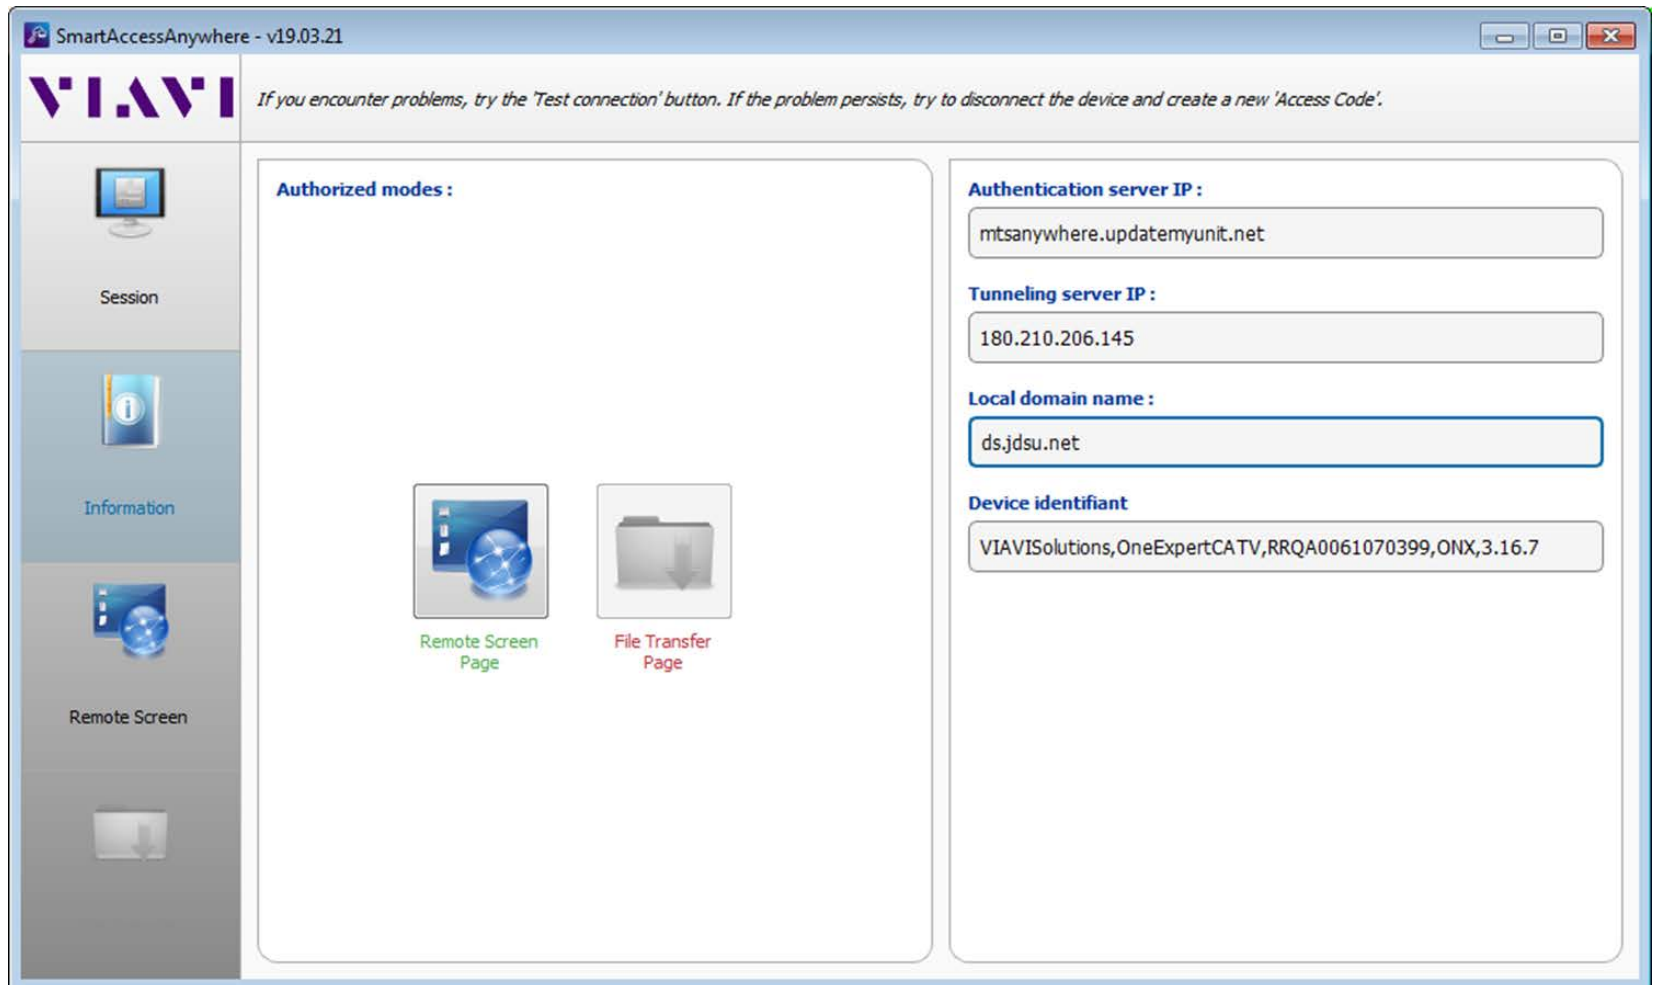 SmartAccessAnywhere - v19.03.21
VIAVI
If you encounter problems, try the 'Test connection' button. If the problem persists, try to disconnect the device and create a new 'Access Code'.
Session
Information
Remote Screen
Authorized modes :
Remote Screen
Page
File Transfer
Page
Authentication server IP :
mtsanywhere.updatemyunit.net
Tunneling server IP :
180.210.206.145
Local domain name :
ds.jdsu.net
Device identifiant
VIAVISolutions,OneExpertCATV,RRQA0061070399,ONX,3.16.7